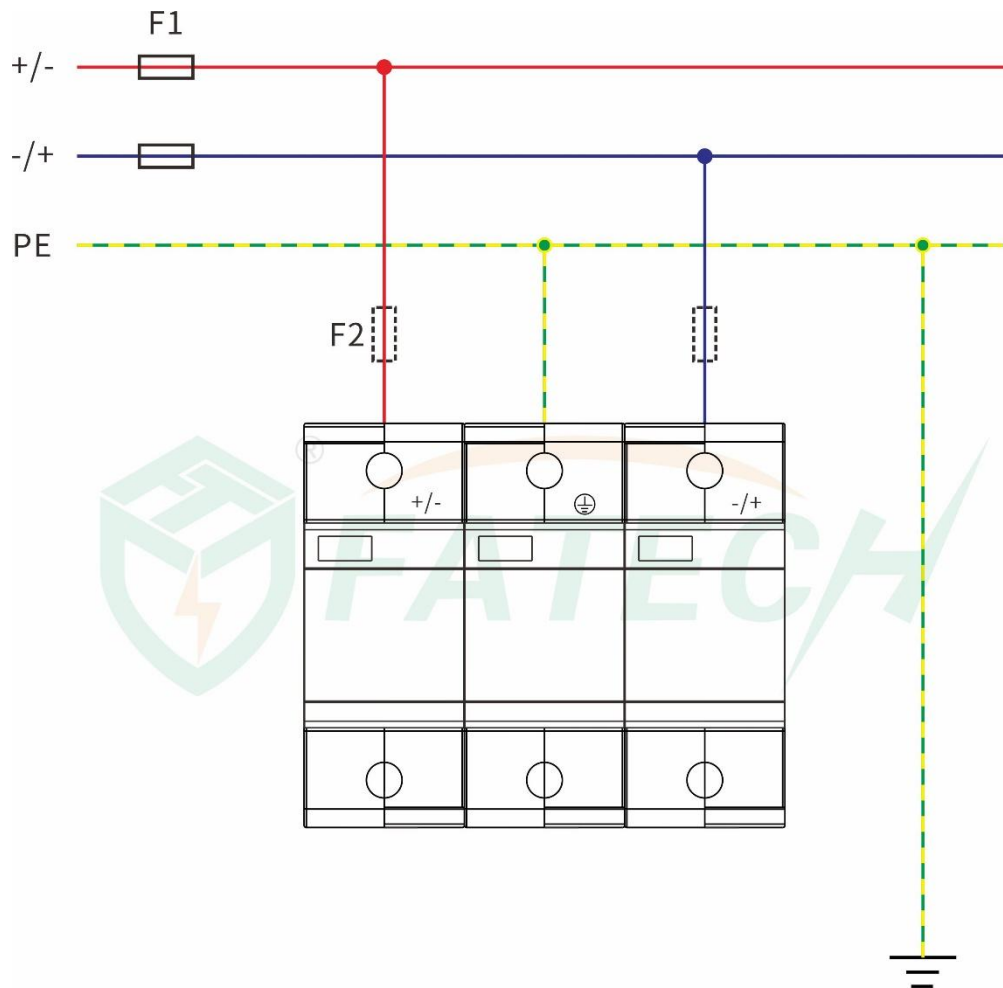 F1
+/-
-/+
PE
F2
®
+/- -/+
FATECH